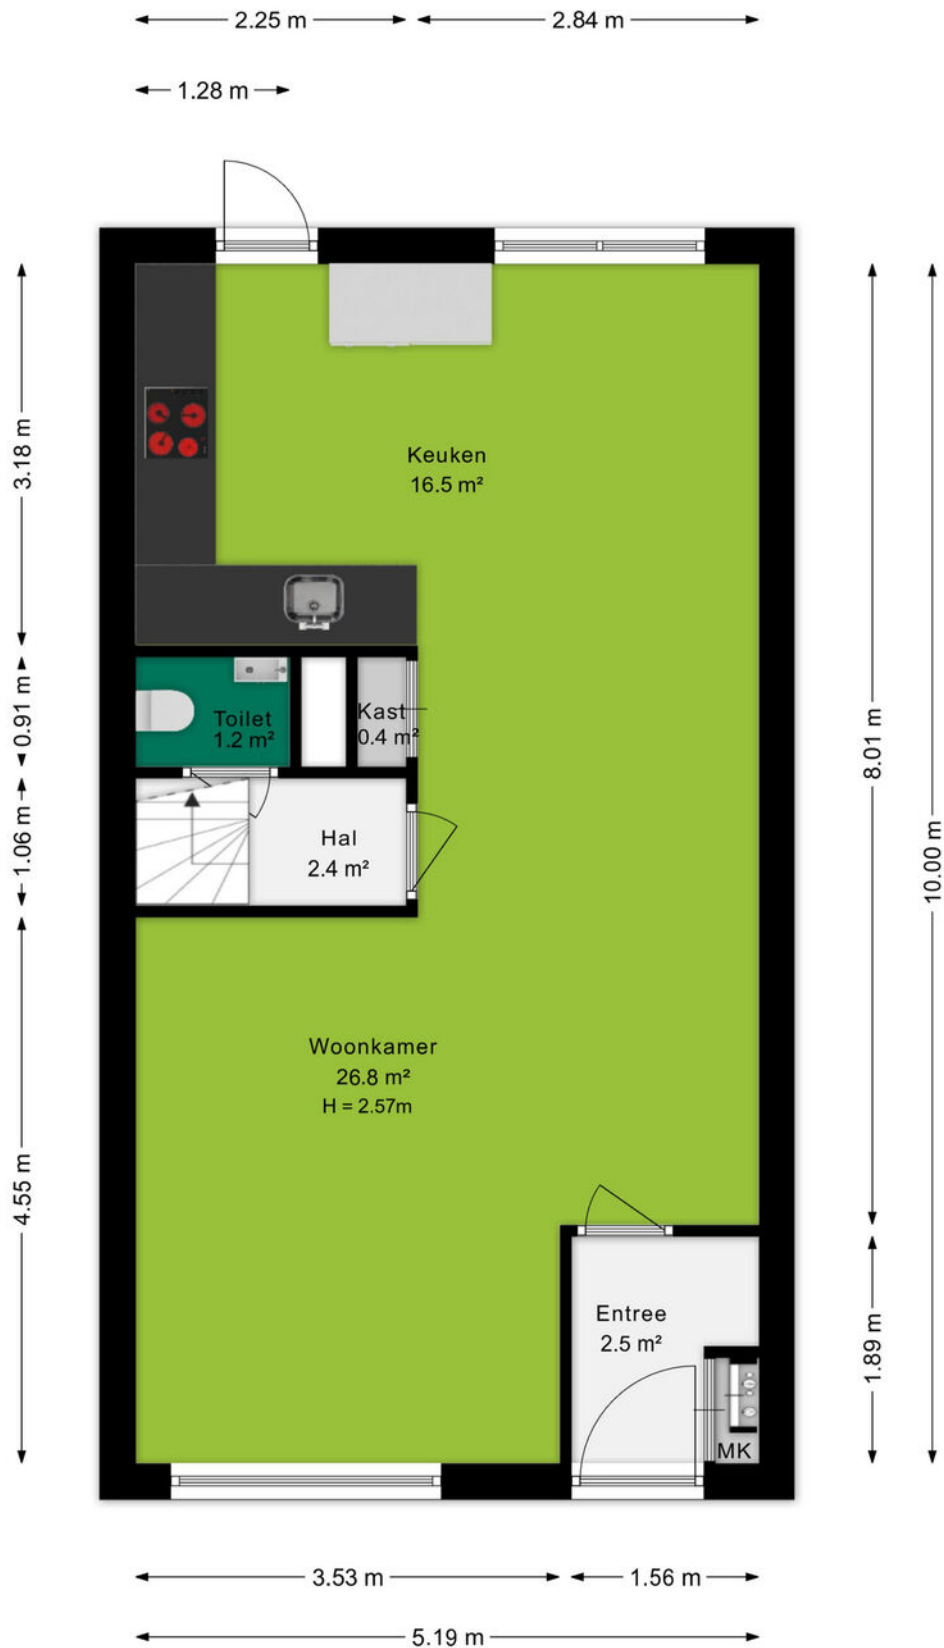 2.25 m
2.84 m
1.28 m
3.18 m
Keuken
16.5 m²
0.91 m
Toilet
1.2 m²
Kast
0.4 m²
8.01 m
1.06 m
Hal
2.4 m²
10.00 m
Woonkamer
26.8 m²
H = 2.57m
4.55 m
Entree
2.5 m²
1.89 m
MK
3.53 m
1.56 m
5.19 m